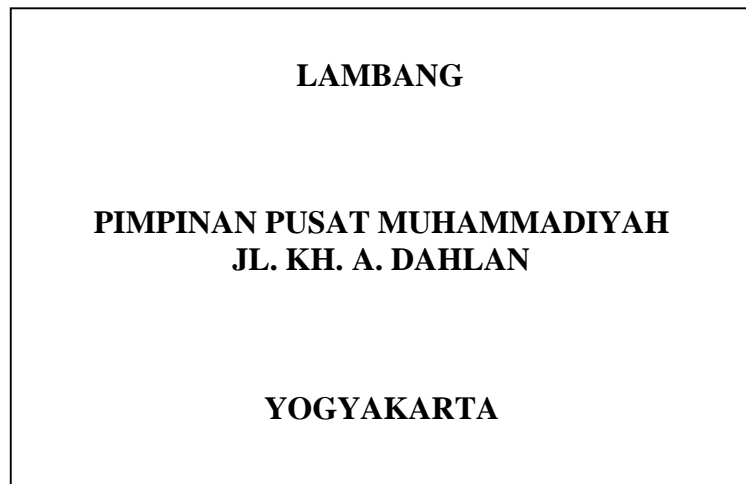 LAMBANG
PIMPINAN PUSAT MUHAMMADIYAH
JL. KH. A. DAHLAN
YOGYAKARTA